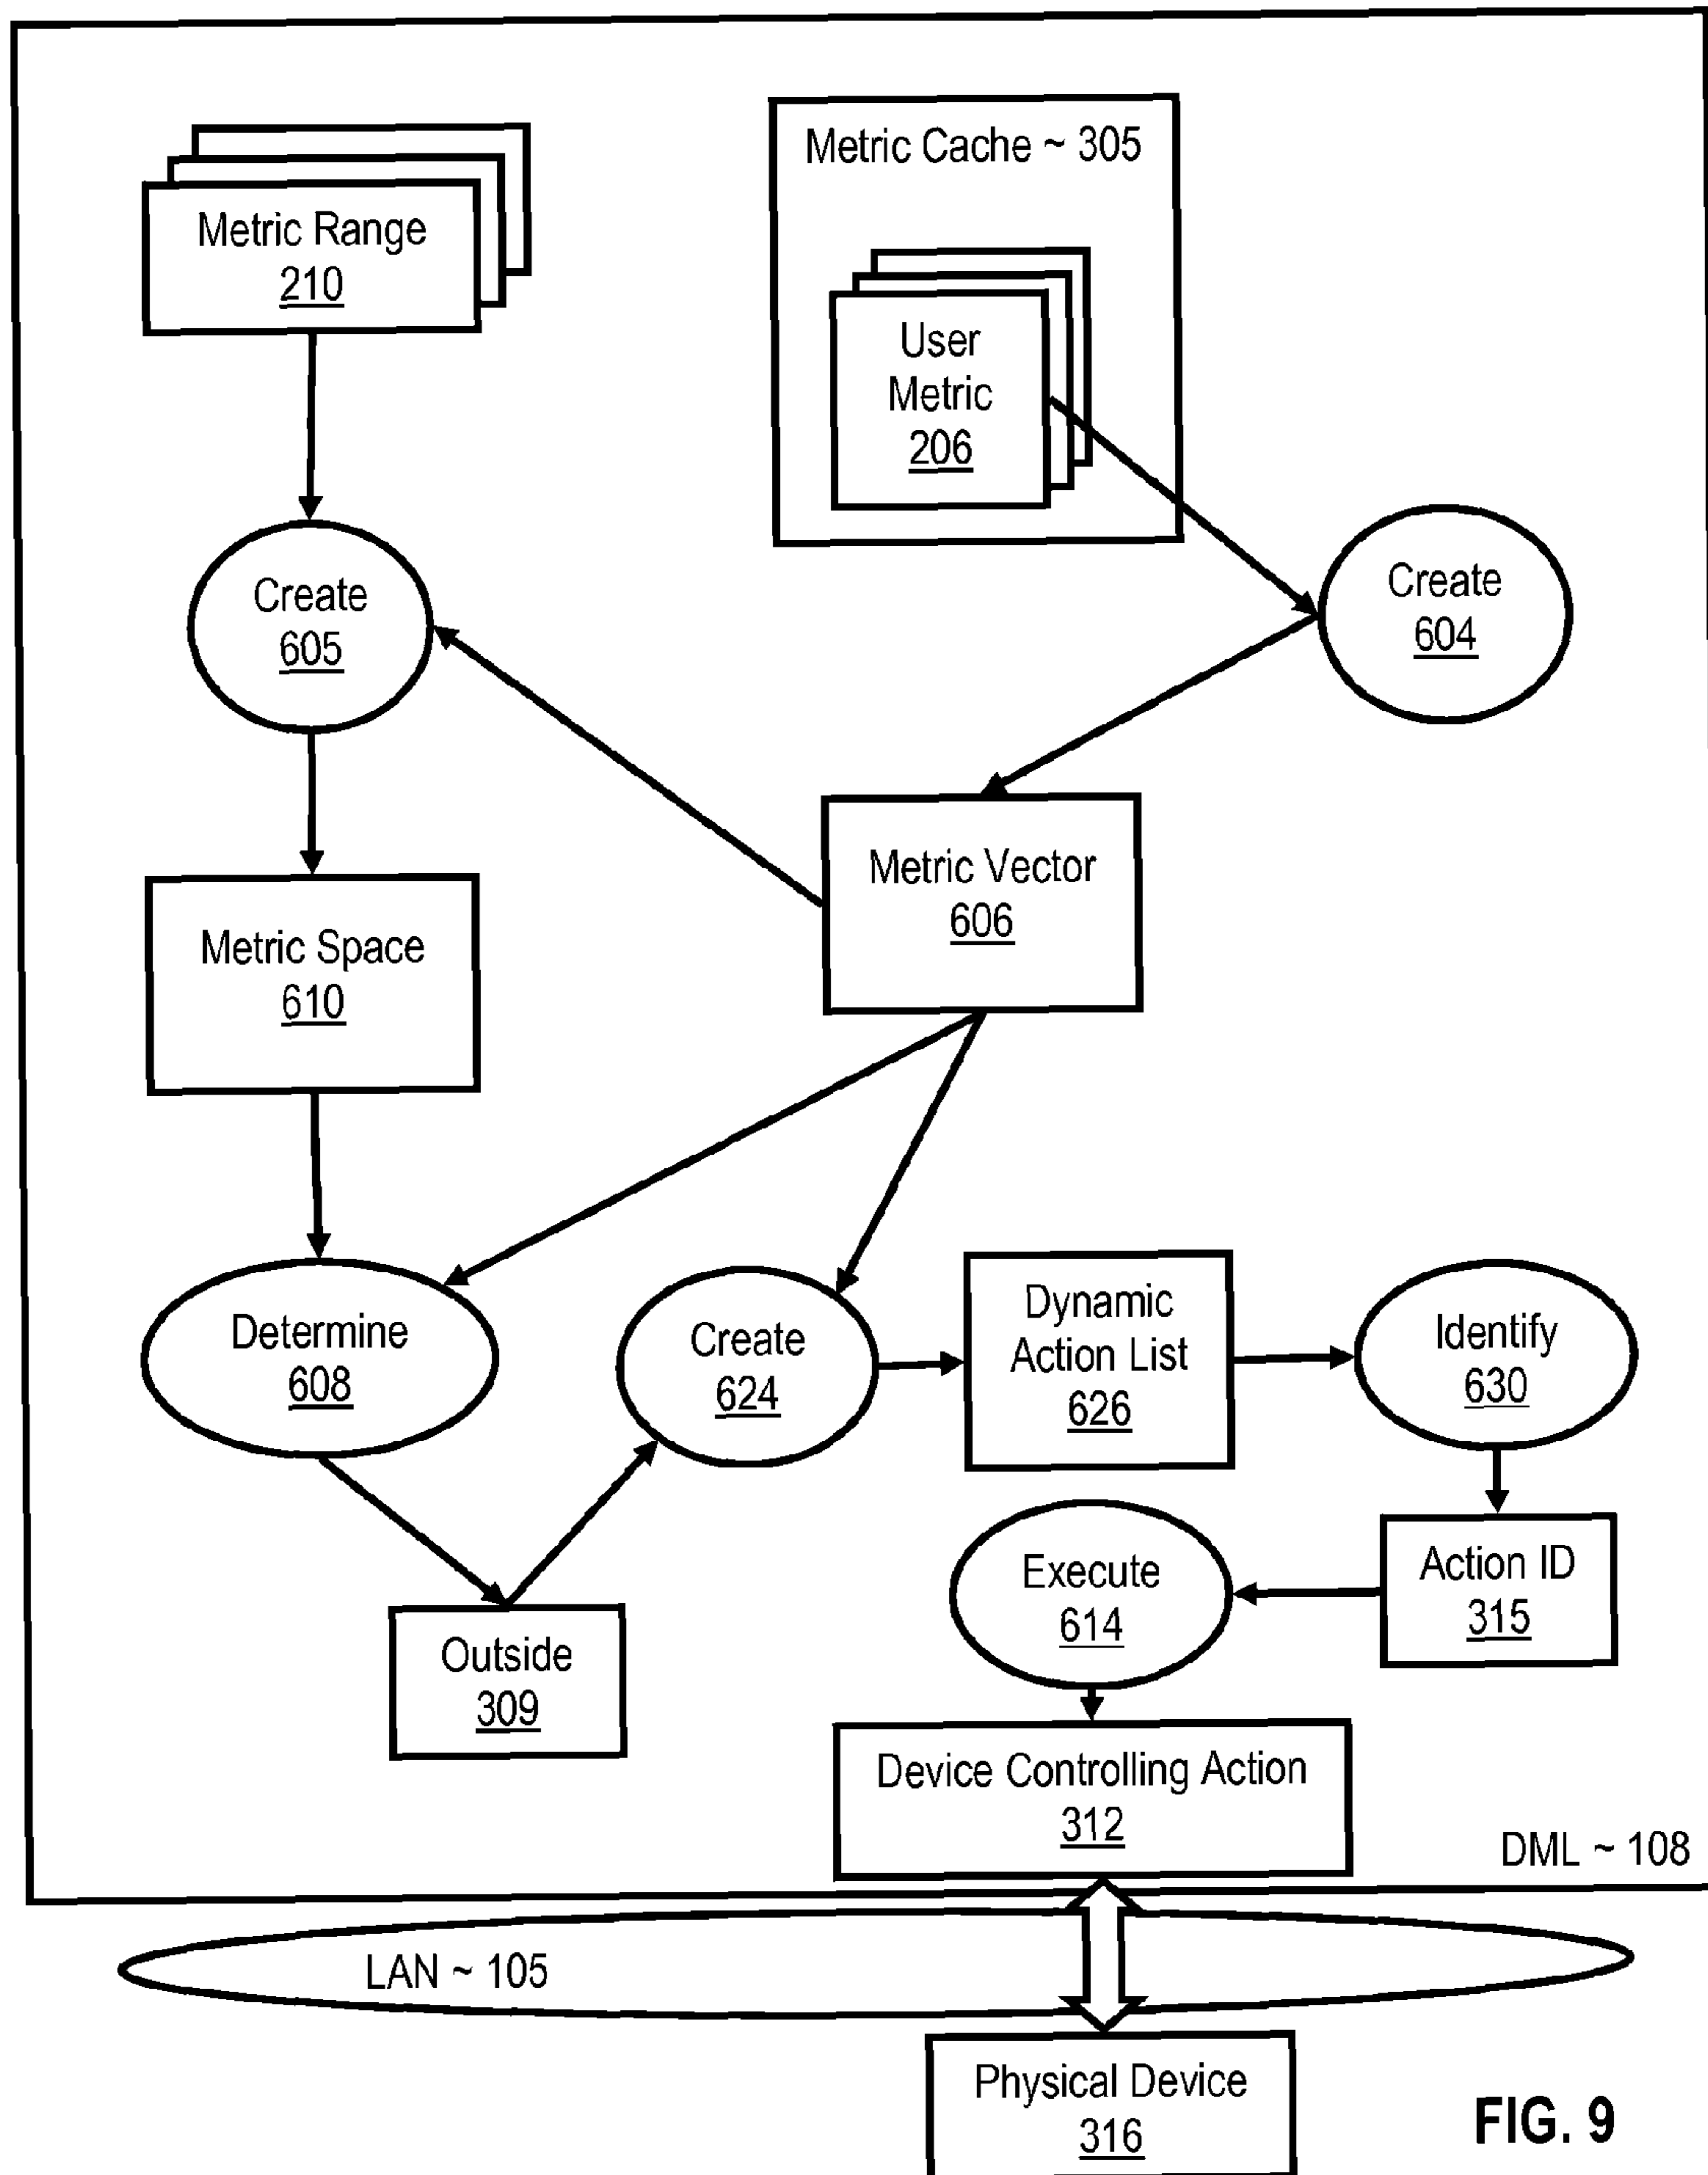 Metric Range
210
Metric Cache ~ 305
User
Metric
206
Create
605
Create
604
Metric Vector
606
Metric Space
610
Determine
608
Create
624
Dynamic
Action List
626
Identify
630
Execute
614
Action ID
315
Outside
309
Device Controlling Action
312
DML ~ 108
LAN ~ 105
Physical Device
316
FIG. 9